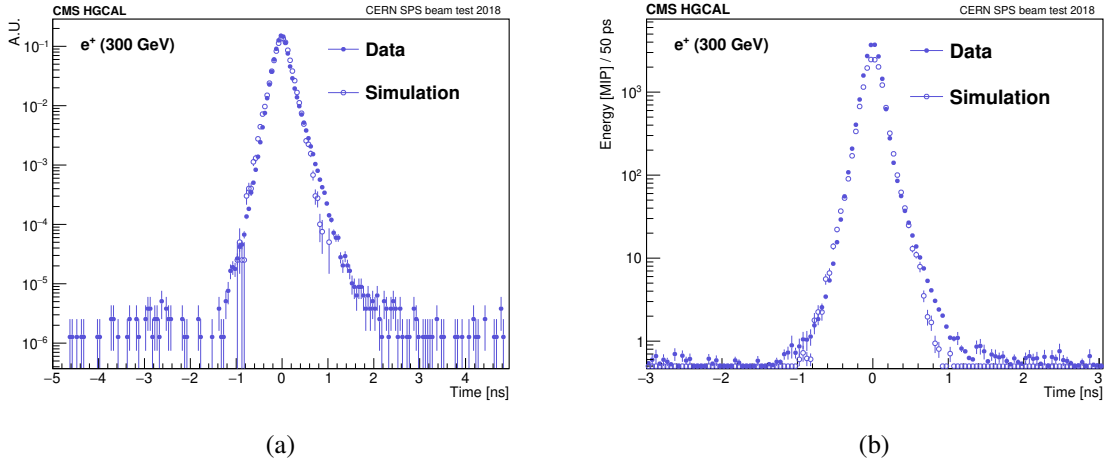 CMS HGCAL CERN SPS beam test 2018
A.U.
e⁺ (300 GeV)
Data
Simulation
10⁻¹
10⁻²
10⁻³
10⁻⁴
10⁻⁵
10⁻⁶
−5 −4 −3 −2 −1 0 1 2 3 4
Time [ns]
(a)
CMS HGCAL CERN SPS beam test 2018
Energy [MIP] / 50 ps
e⁺ (300 GeV)
Data
Simulation
10³
10²
10
1
−3 −2 −1 0 1 2 3
Time [ns]
(b)